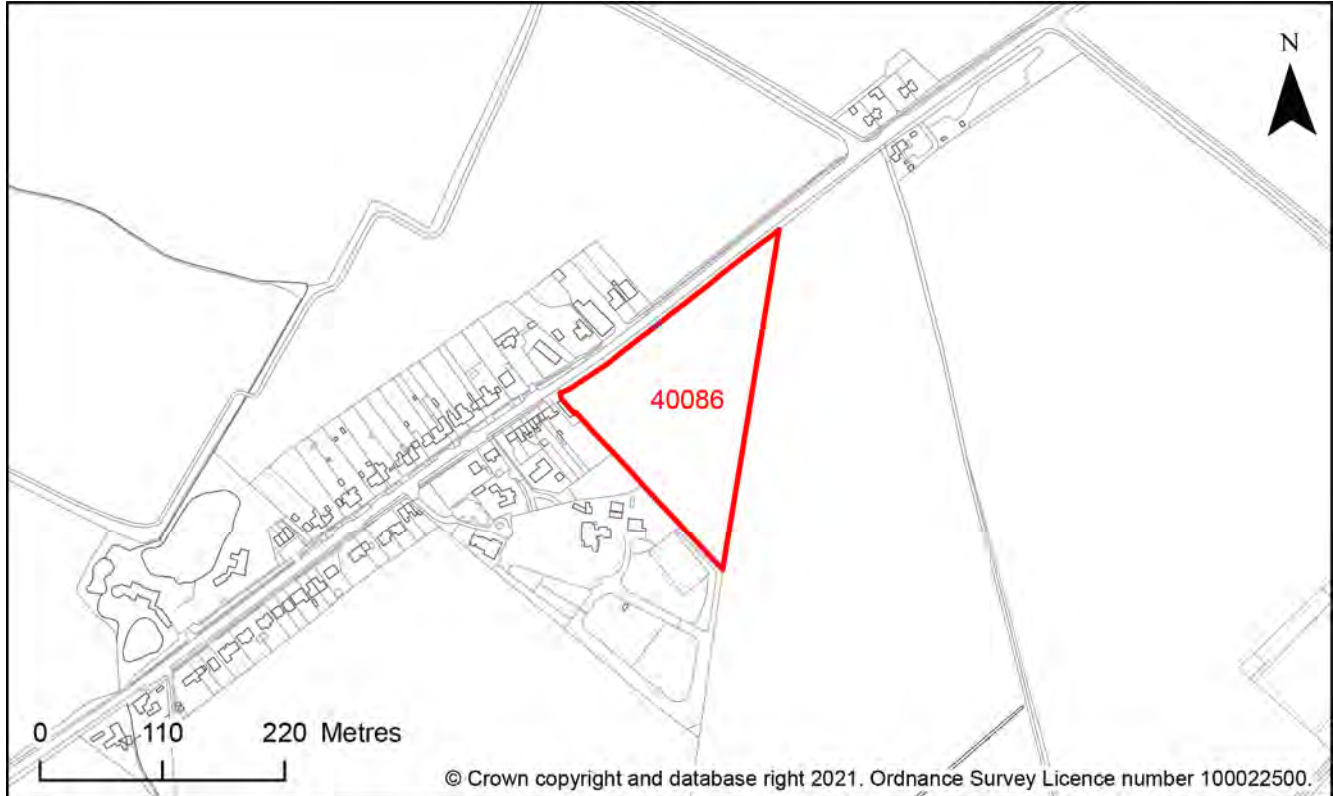 N
40086
0 110 220 Metres
© Crown copyright and database right 2021. Ordnance Survey Licence number 100022500.